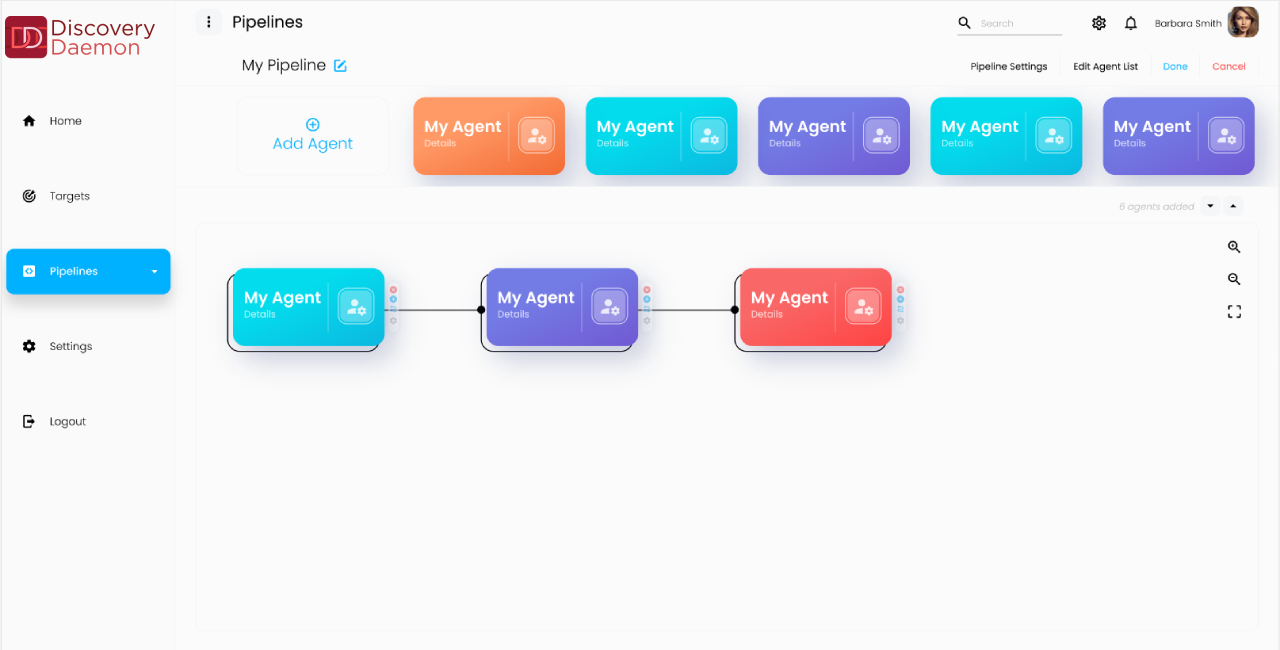 Discovery
Daemon
Pipelines
Search
Barbara Smith
My Pipeline
Pipeline Settings
Edit Agent List
Done
Cancel
Home
Targets
Pipelines
Settings
Logout
Add Agent
My Agent
Details
My Agent
Details
My Agent
Details
My Agent
Details
My Agent
Details
6 agents added
My Agent
Details
My Agent
Details
My Agent
Details